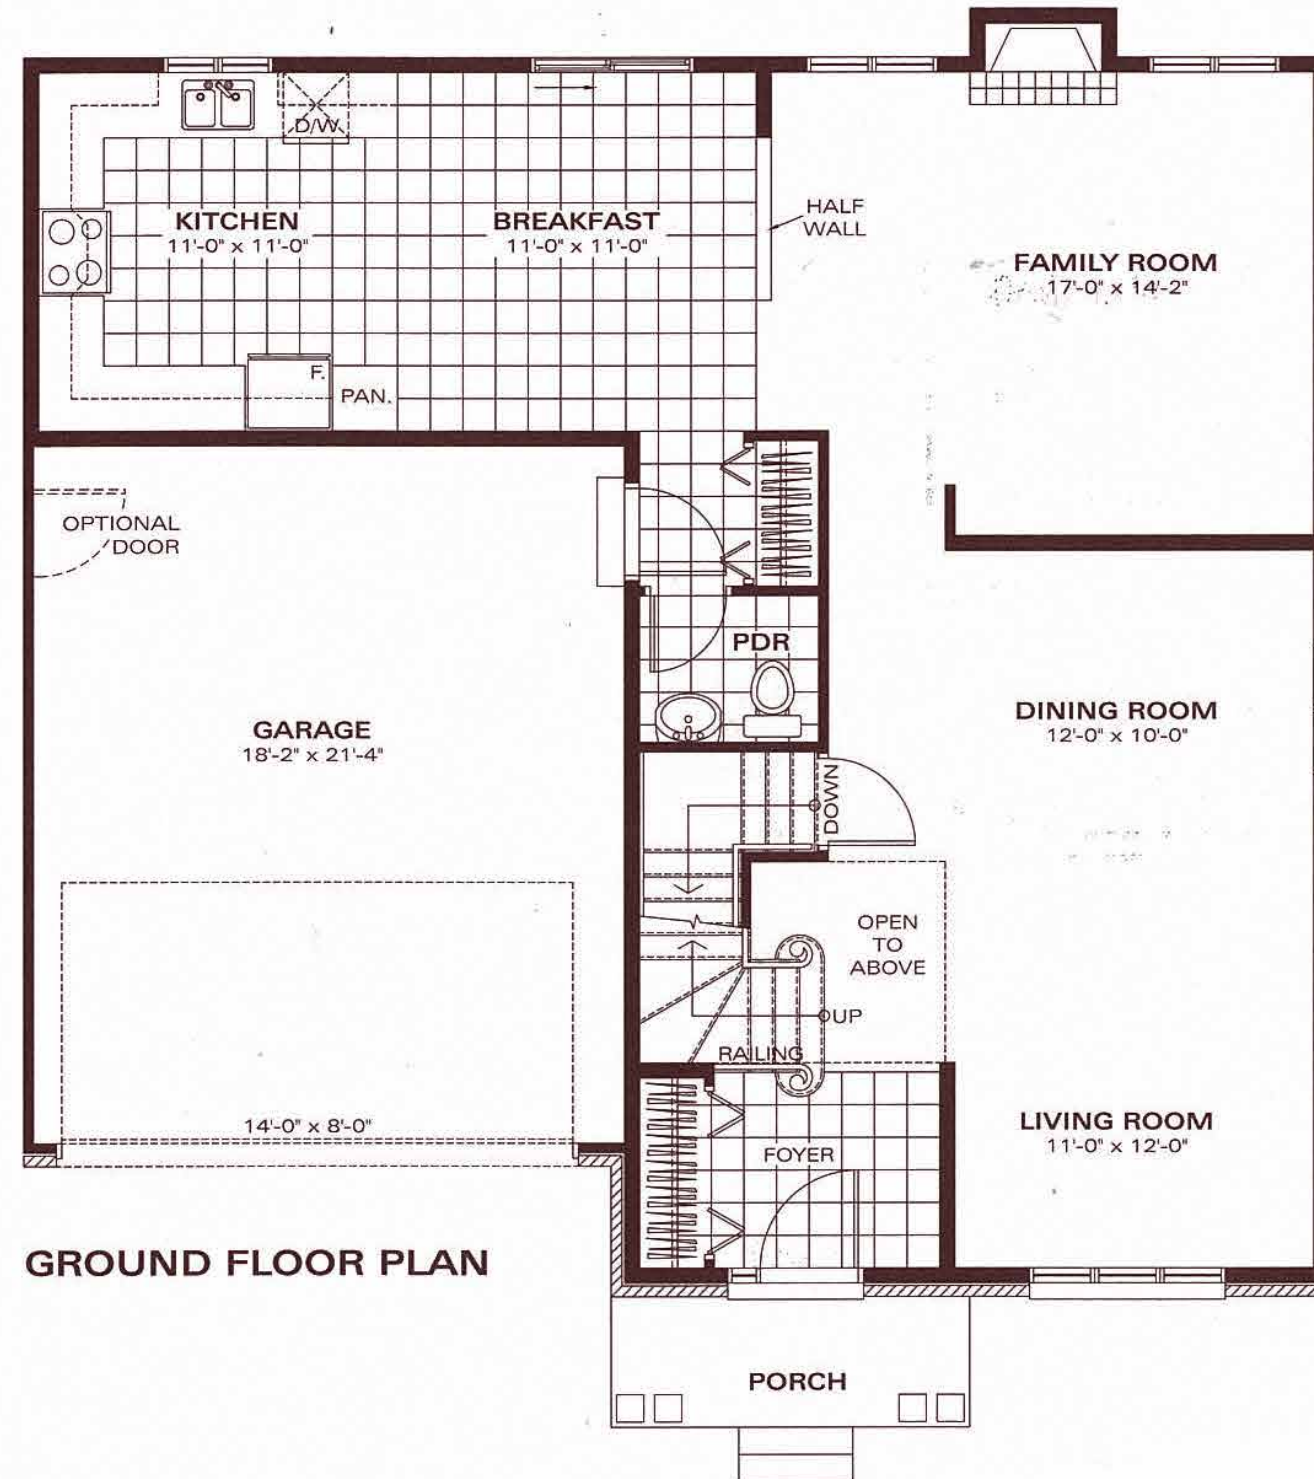 D/W
KITCHEN
11'-0" x 11'-0"
BREAKFAST
11'-0" x 11'-0"
HALF
WALL
FAMILY ROOM
17'-0" x 14'-2"
F.
PAN.
OPTIONAL
DOOR
PDR
GARAGE
18'-2" x 21'-4"
DINING ROOM
12'-0" x 10'-0"
DOWN
OPEN
TO
ABOVE
UP
RAILING
14'-0" x 8'-0"
LIVING ROOM
11'-0" x 12'-0"
FOYER
GROUND FLOOR PLAN
PORCH